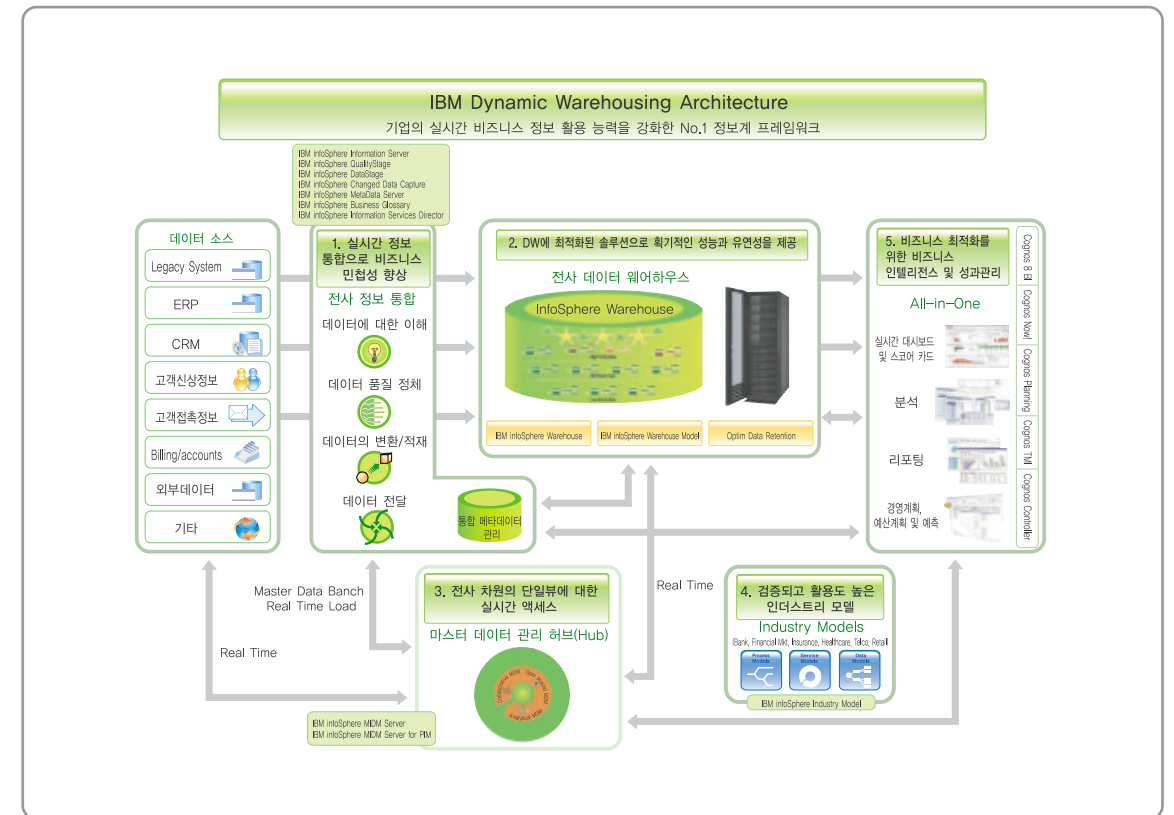 IBM Dynamic Warehousing Architecture
기업의 실시간 비즈니스 정보 활용 능력을 강화한 No.1 정보계 프레임워크
IBM infoSphere Information Server
IBM infoSphere QualityStage
IBM infoSphere DataStage
IBM infoSphere Changed Data Capture
IBM infoSphere MetaData Server
IBM infoSphere Business Glossary
IBM infoSphere Information Services Director
데이터 소스
Legacy System
ERP
CRM
고객신상정보
고객접촉정보
Billing/accounts
외부데이터
기타
1. 실시간 정보
통합으로 비즈니스
민첩성 향상
전사 정보 통합
데이터에 대한 이해
데이터 품질 정체
데이터의 변환/적재
데이터 전달
통합 메타데이터
관리
2. DW에 최적화된 솔루션으로 획기적인 성능과 유연성을 제공
전사 데이터 웨어하우스
InfoSphere Warehouse
IBM infoSphere Warehouse
IBM infoSphere Warehouse Model
Optim Data Retention
5. 비즈니스 최적화를
위한 비즈니스
인텔리전스 및 성과관리
All-in-One
실시간 대시보드
및 스코어 카드
분석
리포팅
경영계획,
예산계획 및 예측
Cognos 8 BI
Cognos Now!
Cognos Planning
Cognos TMI
Cognos Controller
Master Data Banch
Real Time Load
Real Time
3. 전사 차원의 단일뷰에 대한
실시간 액세스
마스터 데이터 관리 허브(Hub)
Collaborative MDM
Operational MDM
Analytical MDM
IBM infoSphere MIDM Server
IBM infoSphere MIDM Server for PIM
Real Time
4. 검증되고 활용도 높은
인더스트리 모델
Industry Models
(Bank, Financial Mkt, Insurance, Healthcare, Telco, Retail)
Process
Models
Service
Models
Data
Models
IBM infoSphere Industry Model